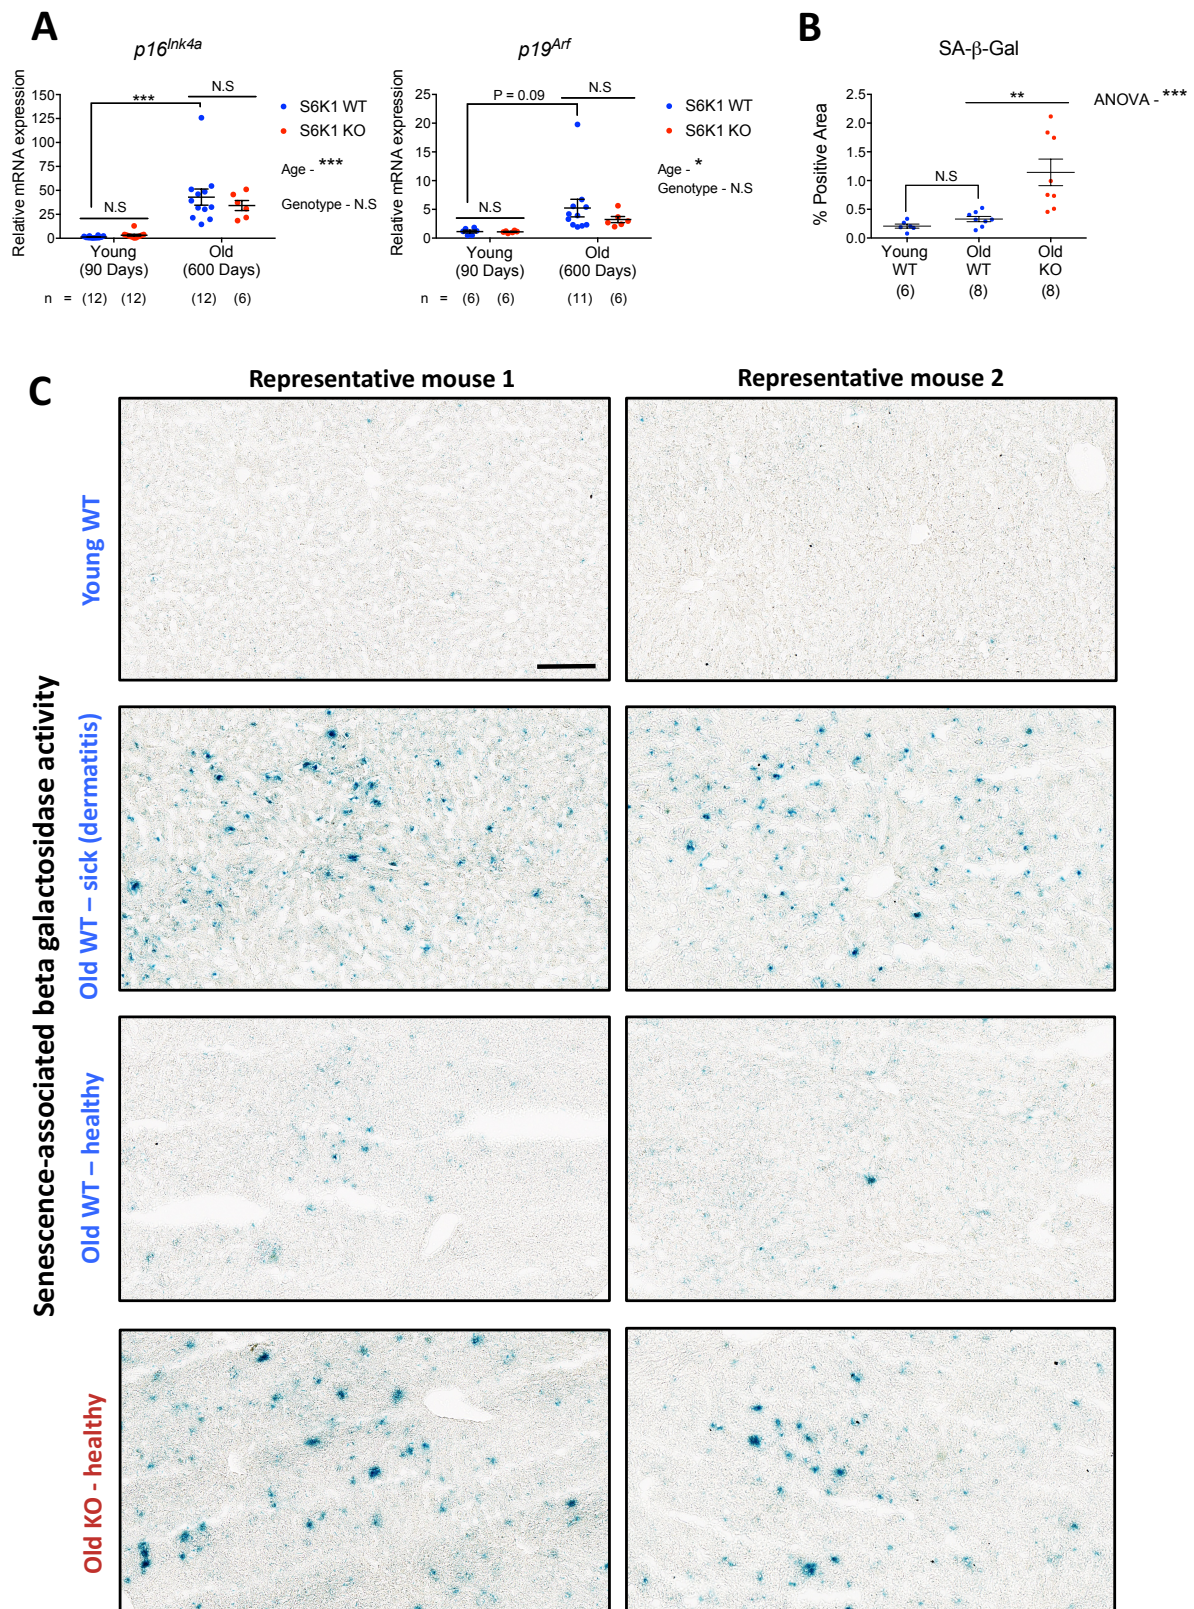 A
p16Ink4a
Relative mRNA expression
150
125
100
75
50
25
0
***
N.S
N.S
S6K1 WT
S6K1 KO
Age - ***
Genotype - N.S
Young
(90 Days)
Old
(600 Days)
n = (12) (12) (12) (6)
p19Arf
Relative mRNA expression
25
20
15
10
5
0
P = 0.09
N.S
N.S
S6K1 WT
S6K1 KO
Age - *
Genotype - N.S
Young
(90 Days)
Old
(600 Days)
n = (6) (6) (11) (6)
B
SA-β-Gal
% Positive Area
2.5
2.0
1.5
1.0
0.5
0.0
N.S
**
ANOVA - ***
Young
WT
(6)
Old
WT
(8)
Old
KO
(8)
C
Representative mouse 1
Representative mouse 2
Senescence-associated beta galactosidase activity
Young WT
Old WT – sick (dermatitis)
Old WT – healthy
Old KO - healthy